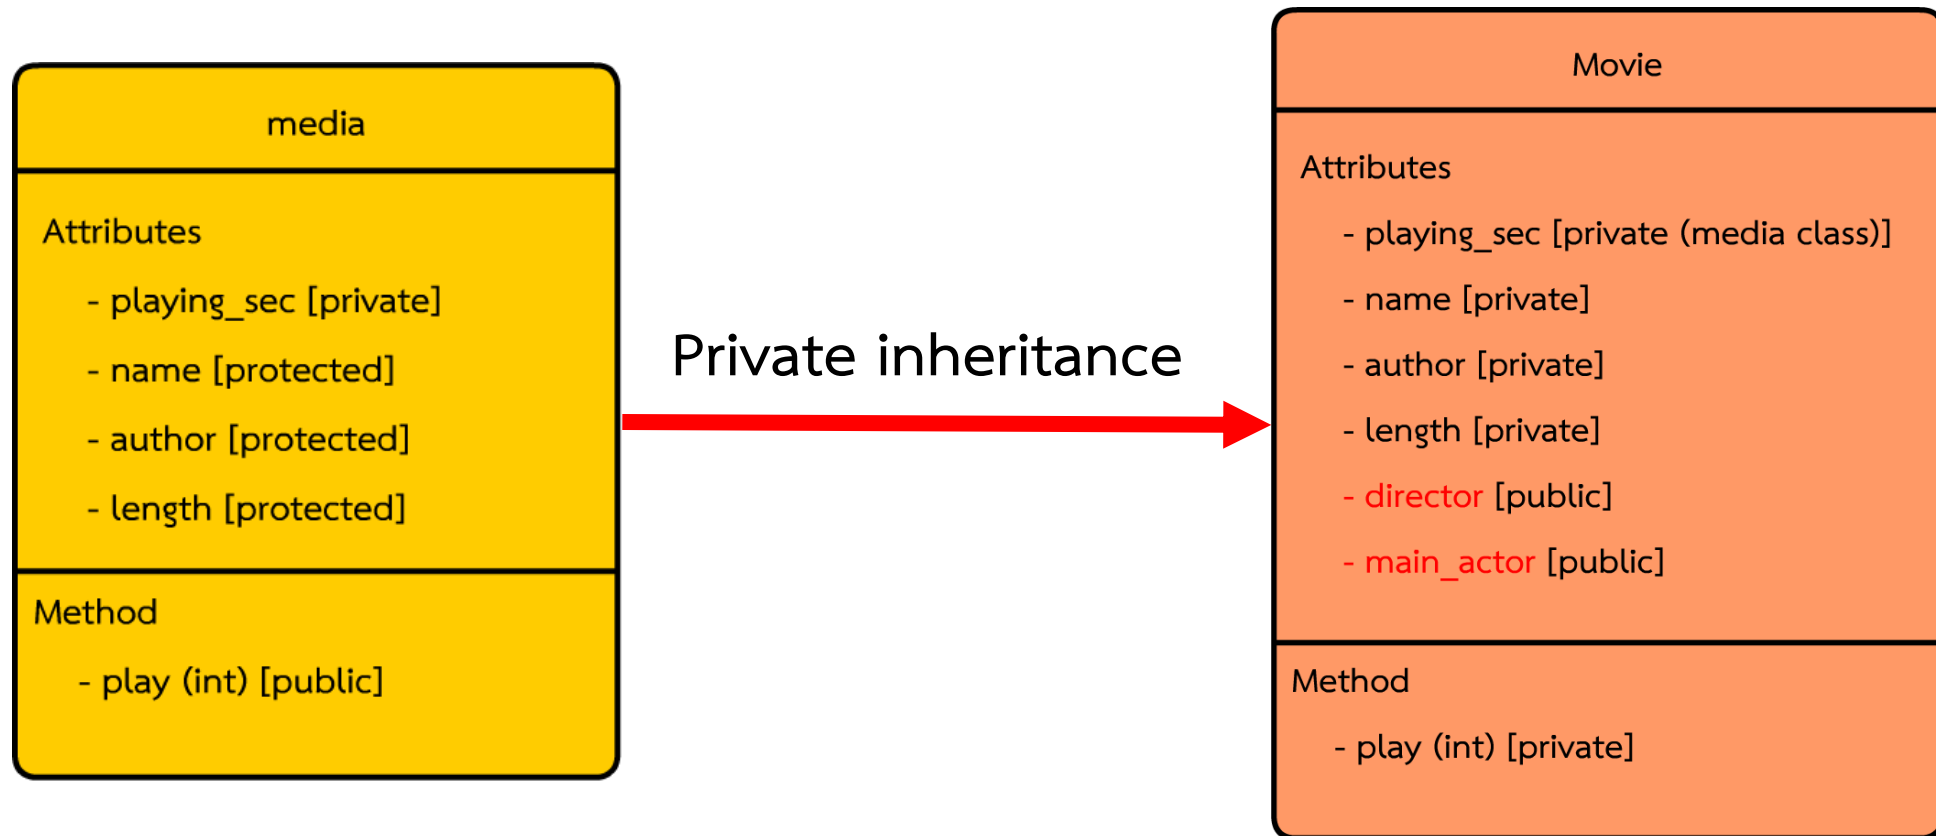 media
Attributes
- playing_sec [private]
- name [protected]
- author [protected]
- length [protected]
Method
- play (int) [public]
Private inheritance
Movie
Attributes
- playing_sec [private (media class)]
- name [private]
- author [private]
- length [private]
- director [public]
- main_actor [public]
Method
- play (int) [private]